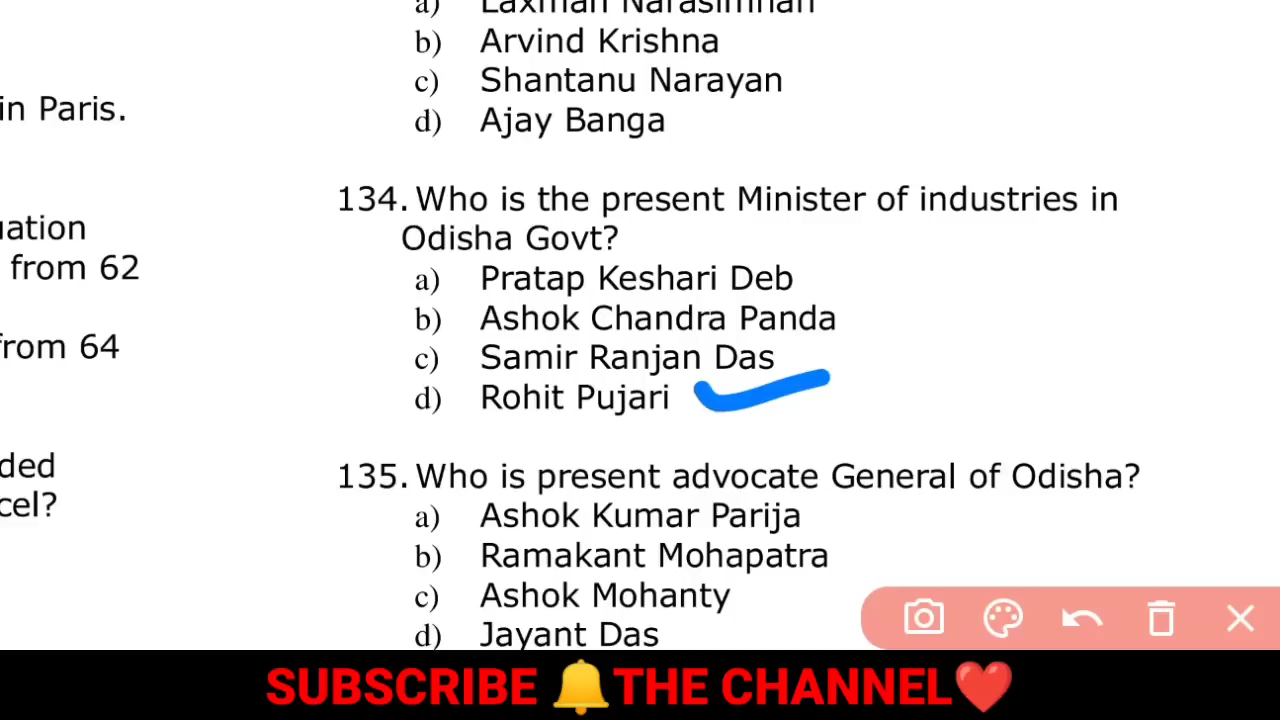 in Paris.
uation
from 62
from 64
ded
cel?
a) Laxman Narasimhan
b) Arvind Krishna
c) Shantanu Narayan
d) Ajay Banga
134. Who is the present Minister of industries in
Odisha Govt?
a) Pratap Keshari Deb
b) Ashok Chandra Panda
c) Samir Ranjan Das
d) Rohit Pujari
135. Who is present advocate General of Odisha?
a) Ashok Kumar Parija
b) Ramakant Mohapatra
c) Ashok Mohanty
d) Jayant Das
SUBSCRIBE 🔔THE CHANNEL❤️